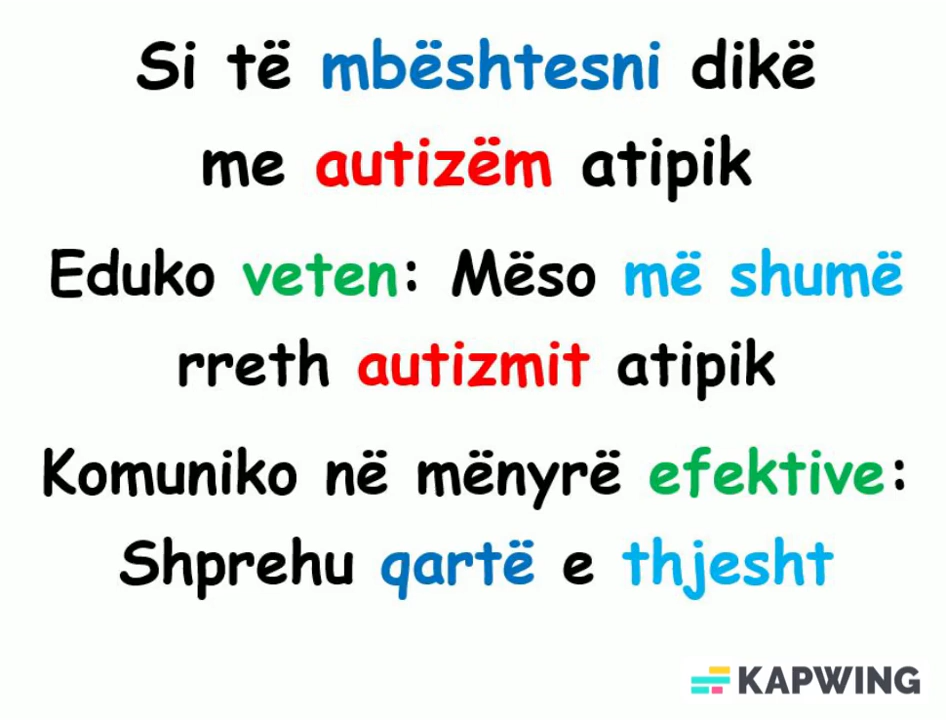 Si të mbështesni dikë
me autizëm atipik
Eduko veten: Mëso më shumë
rreth autizmit atipik
Komuniko në mënyrë efektive:
Shprehu qartë e thjesht
KAPWING